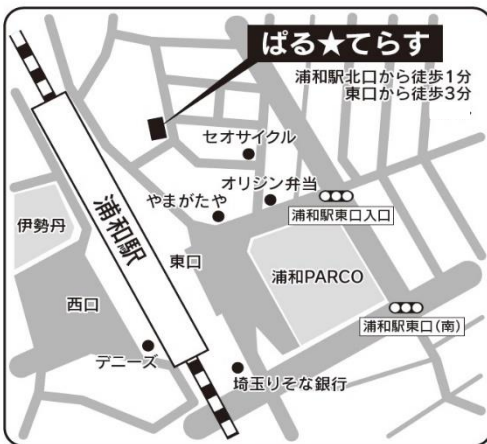 ぱる★てらす
浦和駅北口から徒歩1分
東口から徒歩3分
セオサイクル
オリジン弁当
やまがたや
浦和駅東口入口
伊勢丹
浦和駅
東口
浦和PARCO
西口
浦和駅東口(南)
デニーズ
埼玉りそな銀行